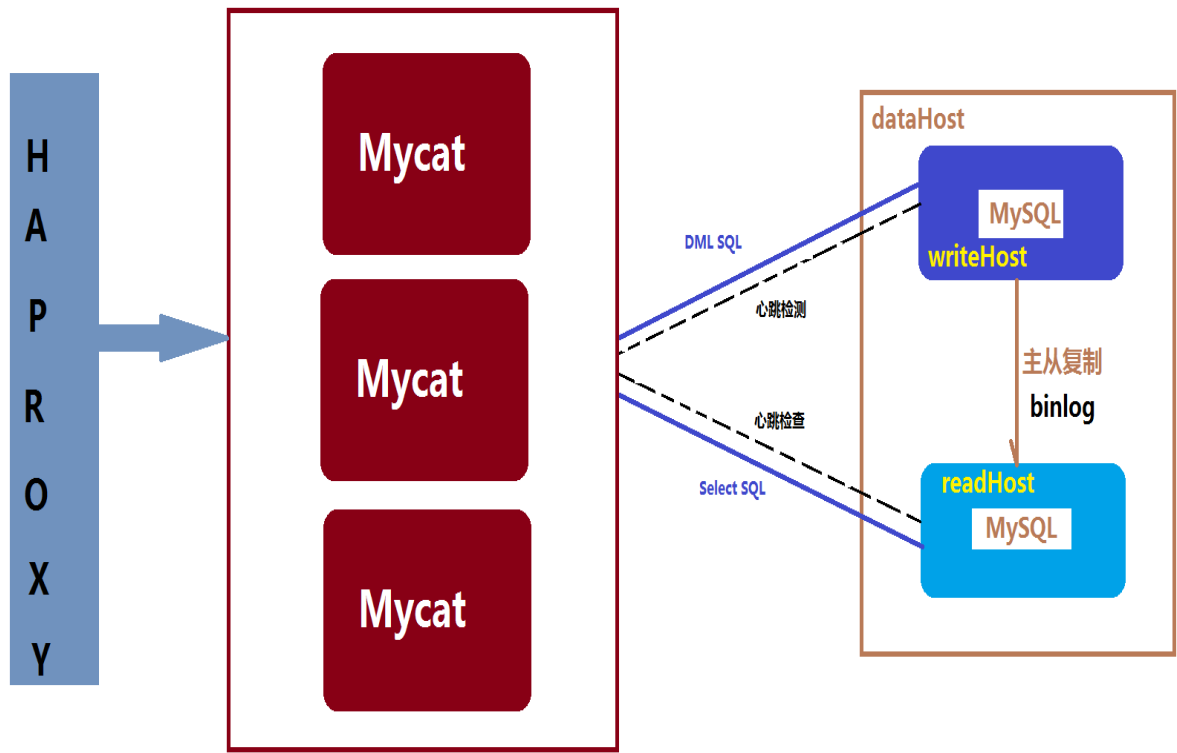 H
A
P
R
O
X
Y
Mycat
Mycat
Mycat
DML SQL
心跳检测
心跳检查
Select SQL
dataHost
MySQL
writeHost
主从复制
binlog
readHost
MySQL